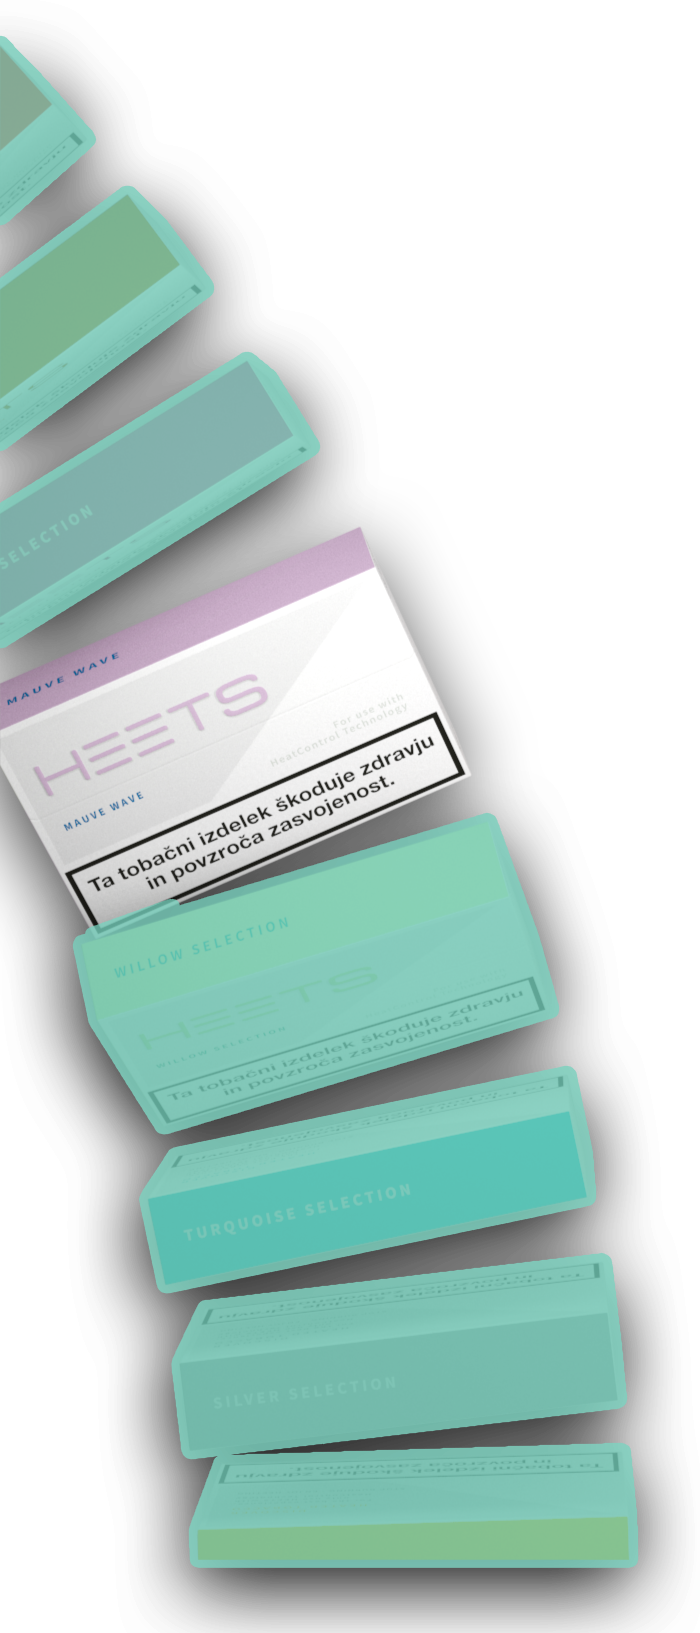 SELECTION
MAUVE WAVE
HEETS
For use with
HeatControl Technology
MAUVE WAVE
Ta tobačni izdelek škoduje zdravju
in povzroča zasvojenost.
WILLOW SELECTION
HEETS
WILLOW SELECTION
Ta tobačni izdelek škoduje zdravju
in povzroča zasvojenost.
TURQUOISE SELECTION
SILVER SELECTION
Ta tobačni izdelek škoduje zdravju
in povzroča zasvojenost.